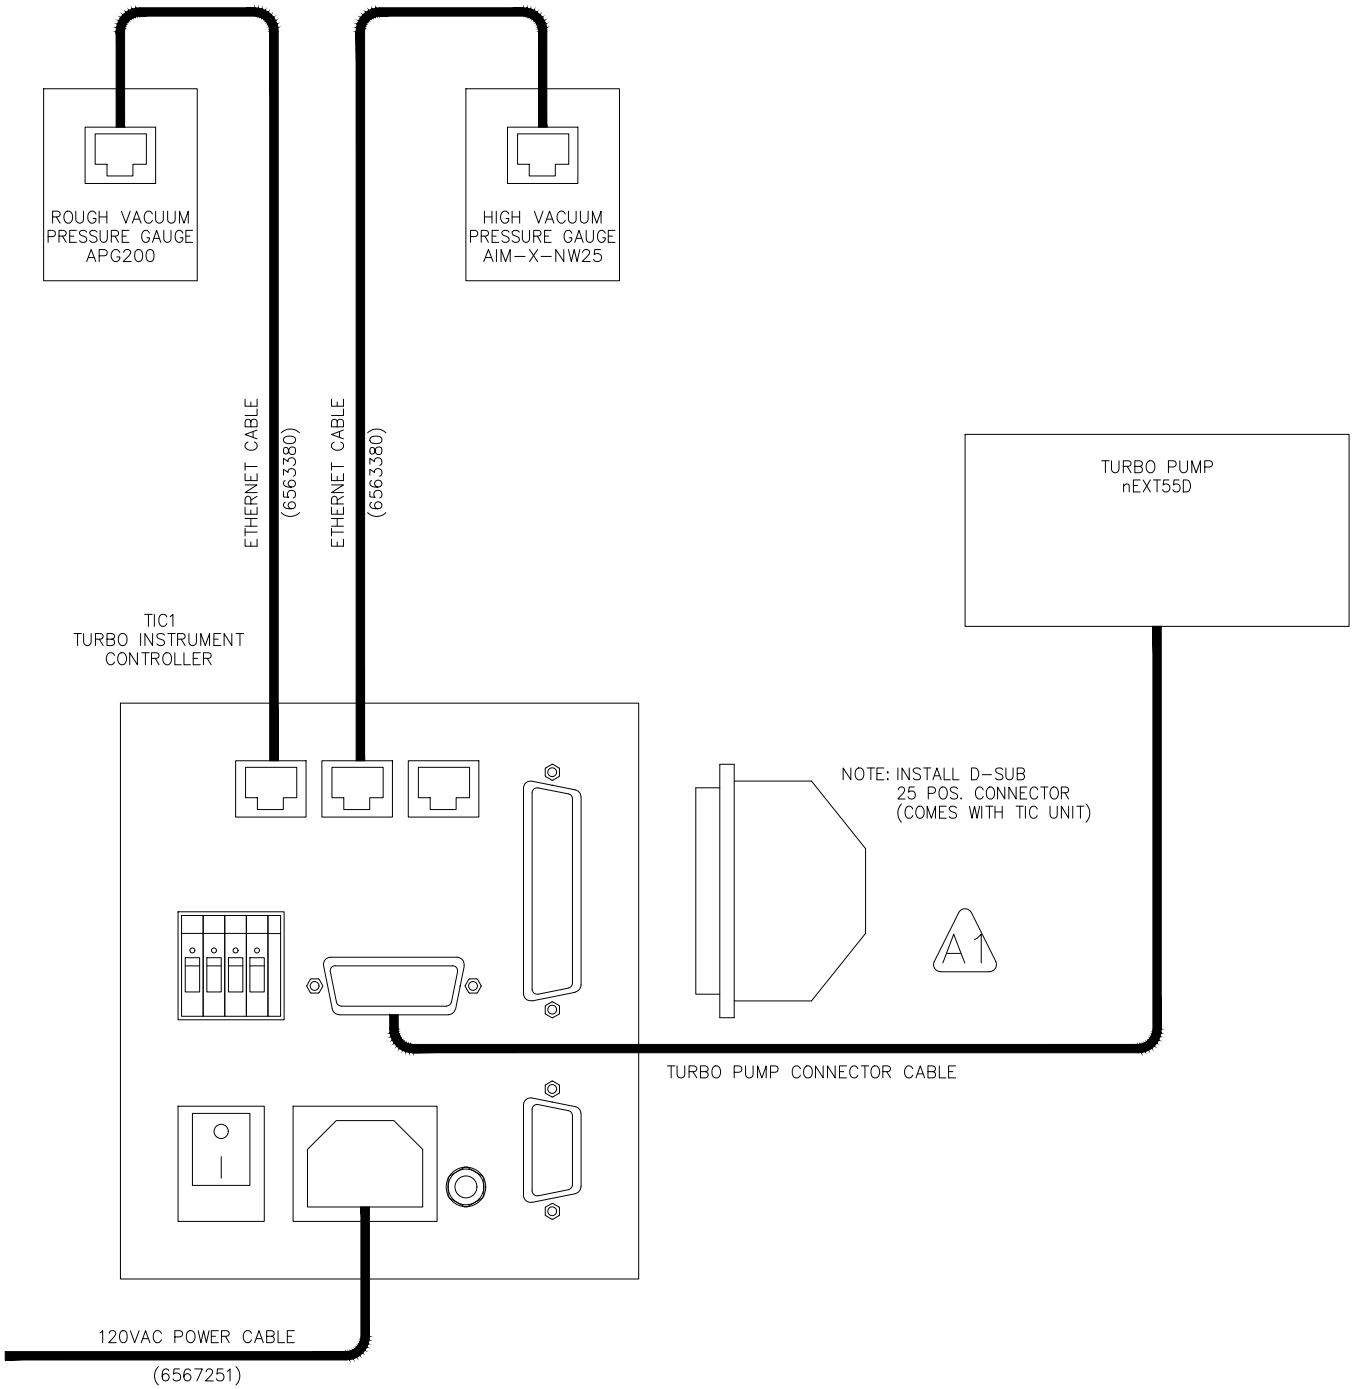 ROUGH VACUUM
PRESSURE GAUGE
APG200
HIGH VACUUM
PRESSURE GAUGE
AIM-X-NW25
ETHERNET CABLE
(6563380)
ETHERNET CABLE
(6563380)
TURBO PUMP
nEXT55D
TIC1
TURBO INSTRUMENT
CONTROLLER
NOTE: INSTALL D-SUB
25 POS. CONNECTOR
(COMES WITH TIC UNIT)
A1
TURBO PUMP CONNECTOR CABLE
120VAC POWER CABLE
(6567251)